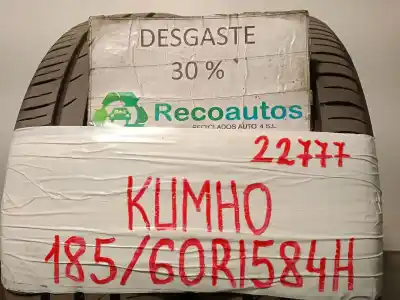 DESGASTE
30 %
Recoautos
RECICLADOS AUTO 4 S.L.
22777
KUMHO
185/60R1584H